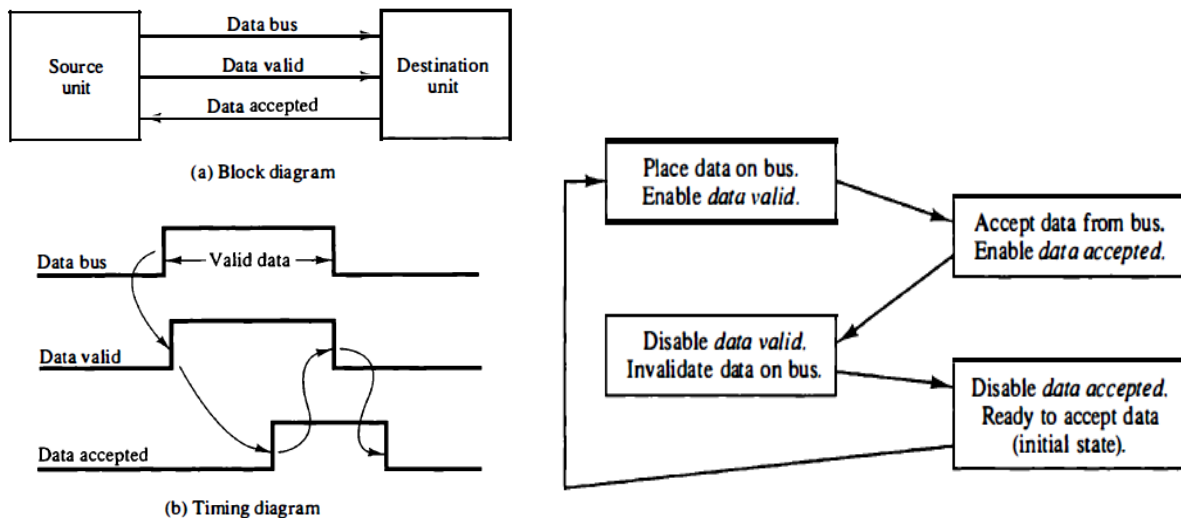 Data bus
Source
unit
Data valid
Destination
unit
Data accepted
(a) Block diagram
Data bus
Valid data
Data valid
Data accepted
(b) Timing diagram
Place data on bus.
Enable data valid.
Accept data from bus.
Enable data accepted.
Disable data valid.
Invalidate data on bus.
Disable data accepted.
Ready to accept data
(initial state).